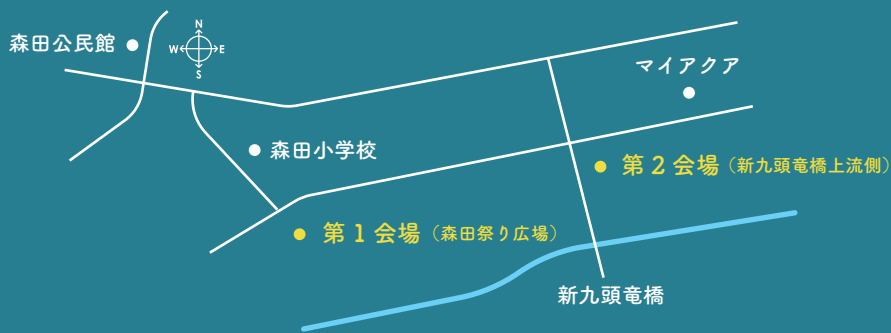 森田公民館
N
W E
S
マイアクア
森田小学校
第2会場（新九頭竜橋上流側）
第1会場（森田祭り広場）
新九頭竜橋